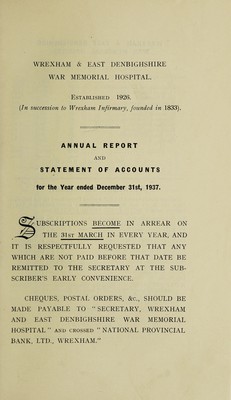 WREXHAM & EAST DENBIGHSHIRE
WAR MEMORIAL HOSPITAL.
ESTABLISHED 1926.
(In succession to Wrexham Infirmary, founded in 1833).
ANNUAL REPORT
AND
STATEMENT OF ACCOUNTS
for the Year ended December 31st, 1937.
SUBSCRIPTIONS BECOME IN ARREAR ON
THE 31ST MARCH IN EVERY YEAR, AND
IT IS RESPECTFULLY REQUESTED THAT ANY
WHICH ARE NOT PAID BEFORE THAT DATE BE
REMITTED TO THE SECRETARY AT THE SUB-
SCRIBER'S EARLY CONVENIENCE.
CHEQUES, POSTAL ORDERS, &c., SHOULD BE
MADE PAYABLE TO "SECRETARY, WREXHAM
AND EAST DENBIGHSHIRE WAR MEMORIAL
HOSPITAL" AND CROSSED "NATIONAL PROVINCIAL
BANK, LTD., WREXHAM."